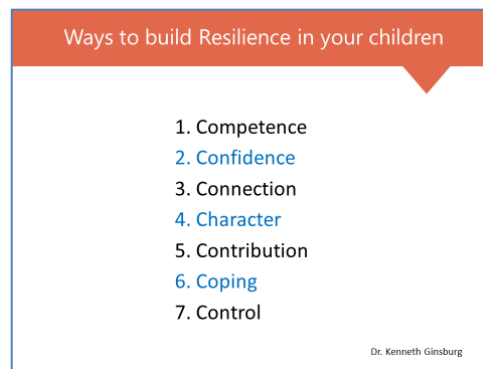 Ways to build Resilience in your children
1. Competence
2. Confidence
3. Connection
4. Character
5. Contribution
6. Coping
7. Control
Dr. Kenneth Ginsburg